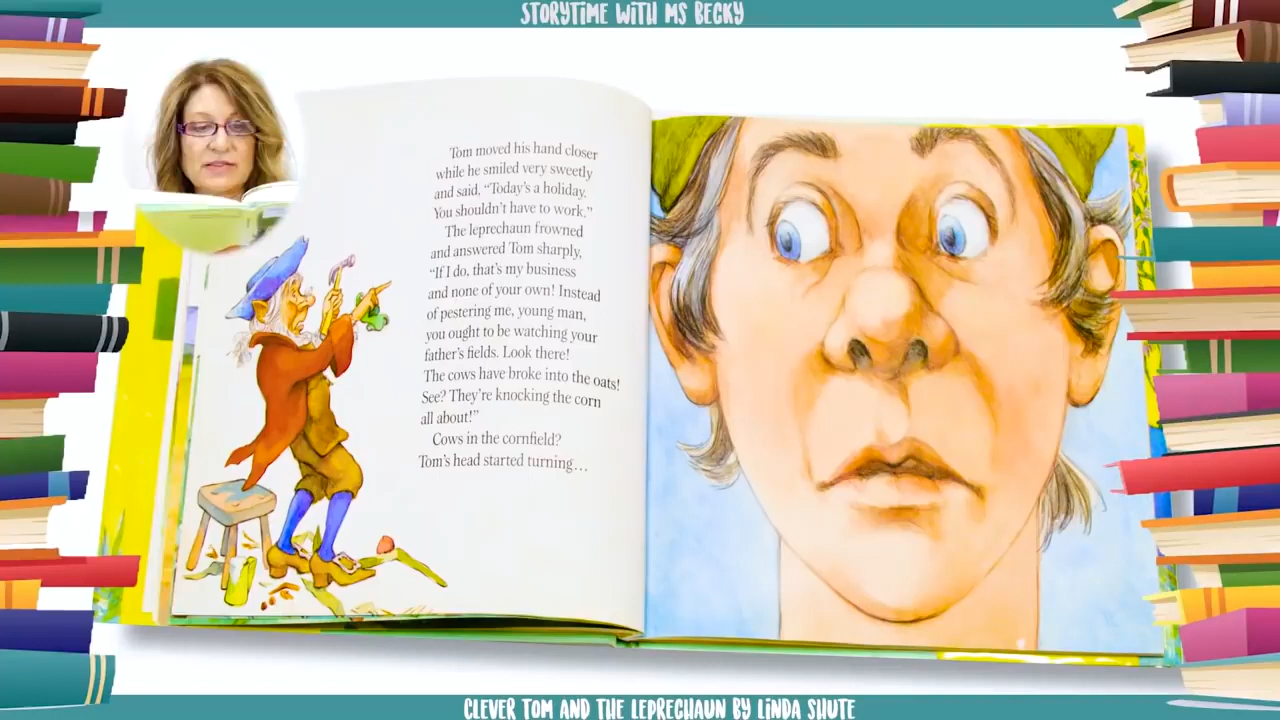 STORYTIME WITH MS BECKY
Tom moved his hand closer
while he smiled very sweetly
and said, “Today's a holiday.
You shouldn't have to work.”
The leprechaun frowned
and answered Tom sharply,
“If I do, that's my business
and none of your own! Instead
of pestering me, young man,
you ought to be watching your
father's fields. Look there!
The cows have broke into the oats!
See? They're knocking the corn
all about!”
Cows in the cornfield?
Tom's head started turning…
CLEVER TOM AND THE LEPRECHAUN BY LINDA SHUTE